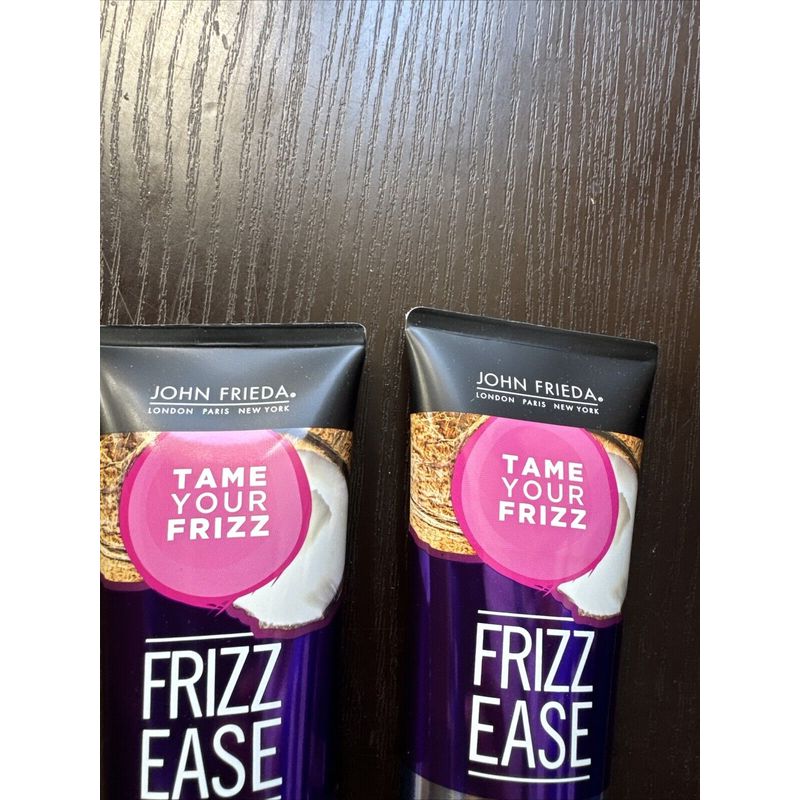 JOHN FRIEDA®
LONDON PARIS NEW YORK
TAME
YOUR
FRIZZ
FRIZZ
EASE
JOHN FRIEDA®
LONDON PARIS NEW YORK
TAME
YOUR
FRIZZ
FRIZZ
EASE